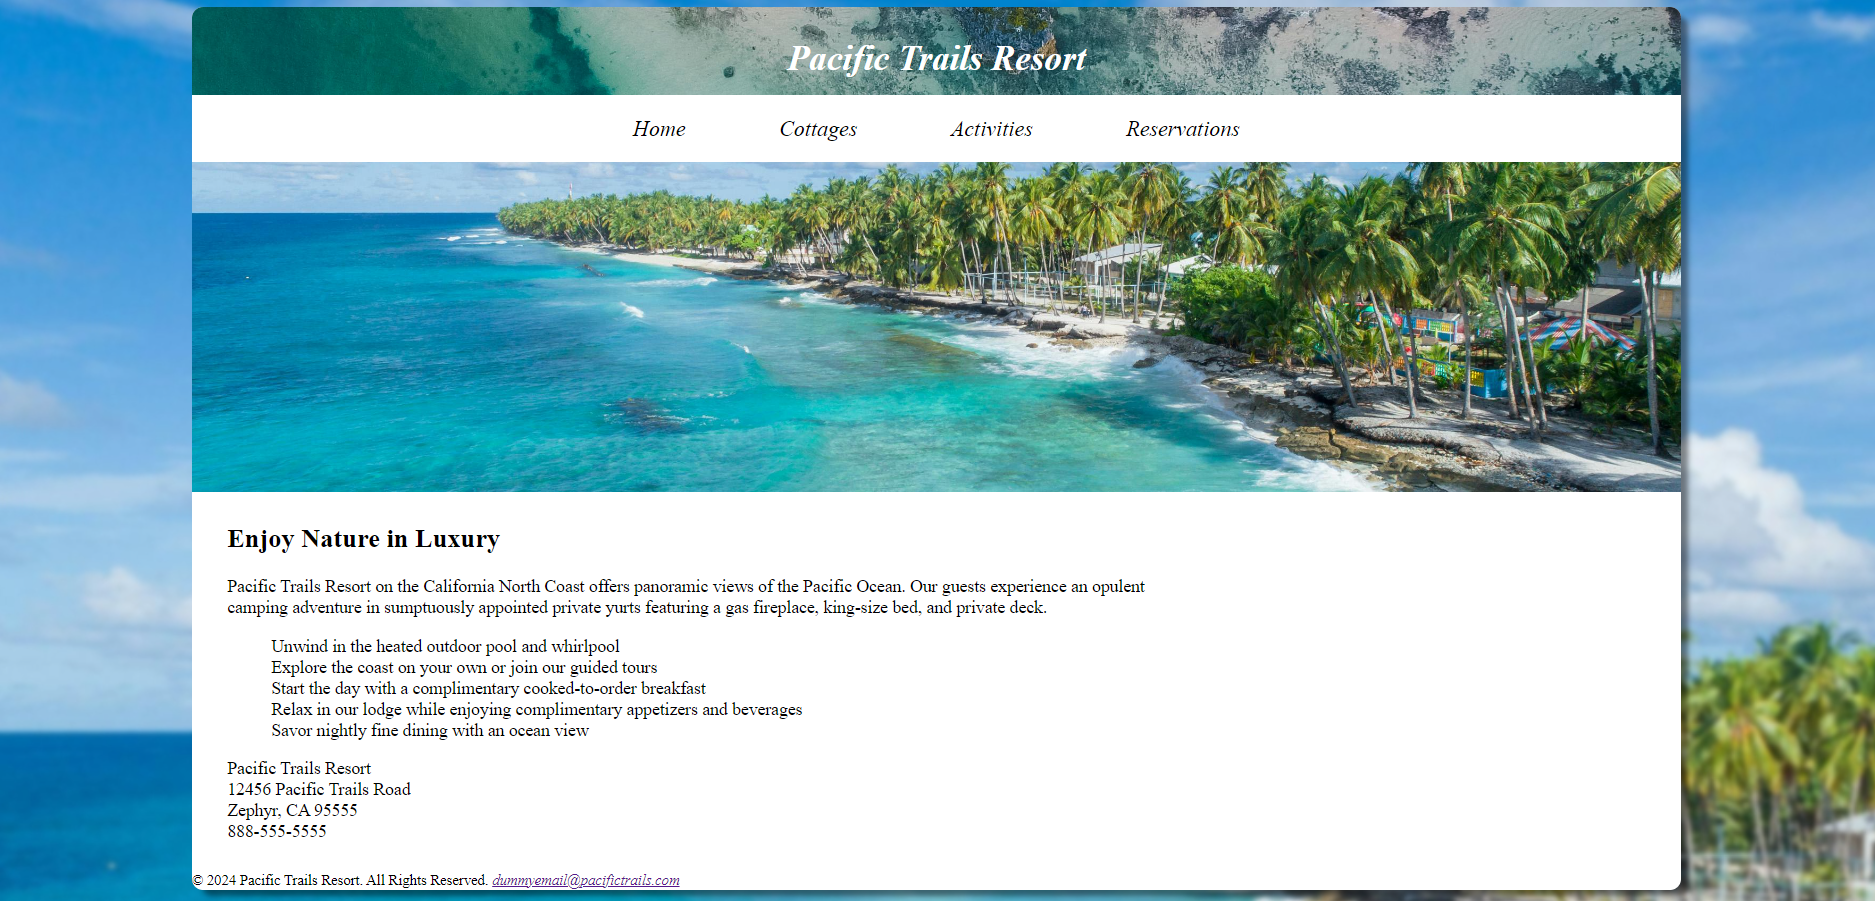 Pacific Trails Resort
Home Cottages Activities Reservations
Enjoy Nature in Luxury
Pacific Trails Resort on the California North Coast offers panoramic views of the Pacific Ocean. Our guests experience an opulent
camping adventure in sumptuously appointed private yurts featuring a gas fireplace, king-size bed, and private deck.
Unwind in the heated outdoor pool and whirlpool
Explore the coast on your own or join our guided tours
Start the day with a complimentary cooked-to-order breakfast
Relax in our lodge while enjoying complimentary appetizers and beverages
Savor nightly fine dining with an ocean view
Pacific Trails Resort
12456 Pacific Trails Road
Zephyr, CA 95555
888-555-5555
© 2024 Pacific Trails Resort. All Rights Reserved. dummyemail@pacifictrails.com